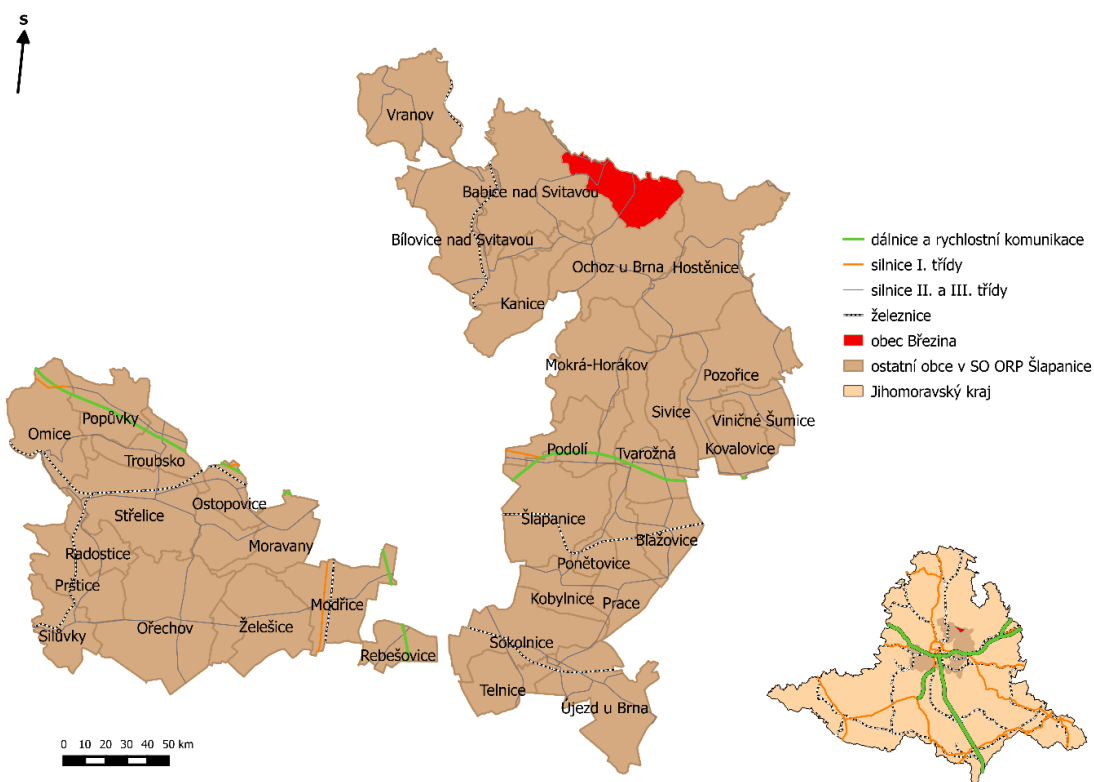 S
Vranov
Babice nad Svitavou
Bílovice nad Svitavou
Ochoz u Brna
Hostěnice
Kanice
dálnice a rychlostní komunikace
silnice I. třídy
silnice II. a III. třídy
železnice
obec Březina
ostatní obce v SO ORP Šlapanice
Jihomoravský kraj
Mokrá-Horákov
Pozořice
Sivice
Viničné Šumice
Kovalovice
Podolí
Tvarožná
Popůvky
Omice
Troubsko
Ostopovice
Střelice
Moravany
Radostice
Prštice
Silůvky
Ořechov
Želešice
Modřice
Rebešovice
Šlapanice
Blažovice
Ponětovice
Kobylnice
Prace
Sokolnice
Telnice
Újezd u Brna
0 10 20 30 40 50 km